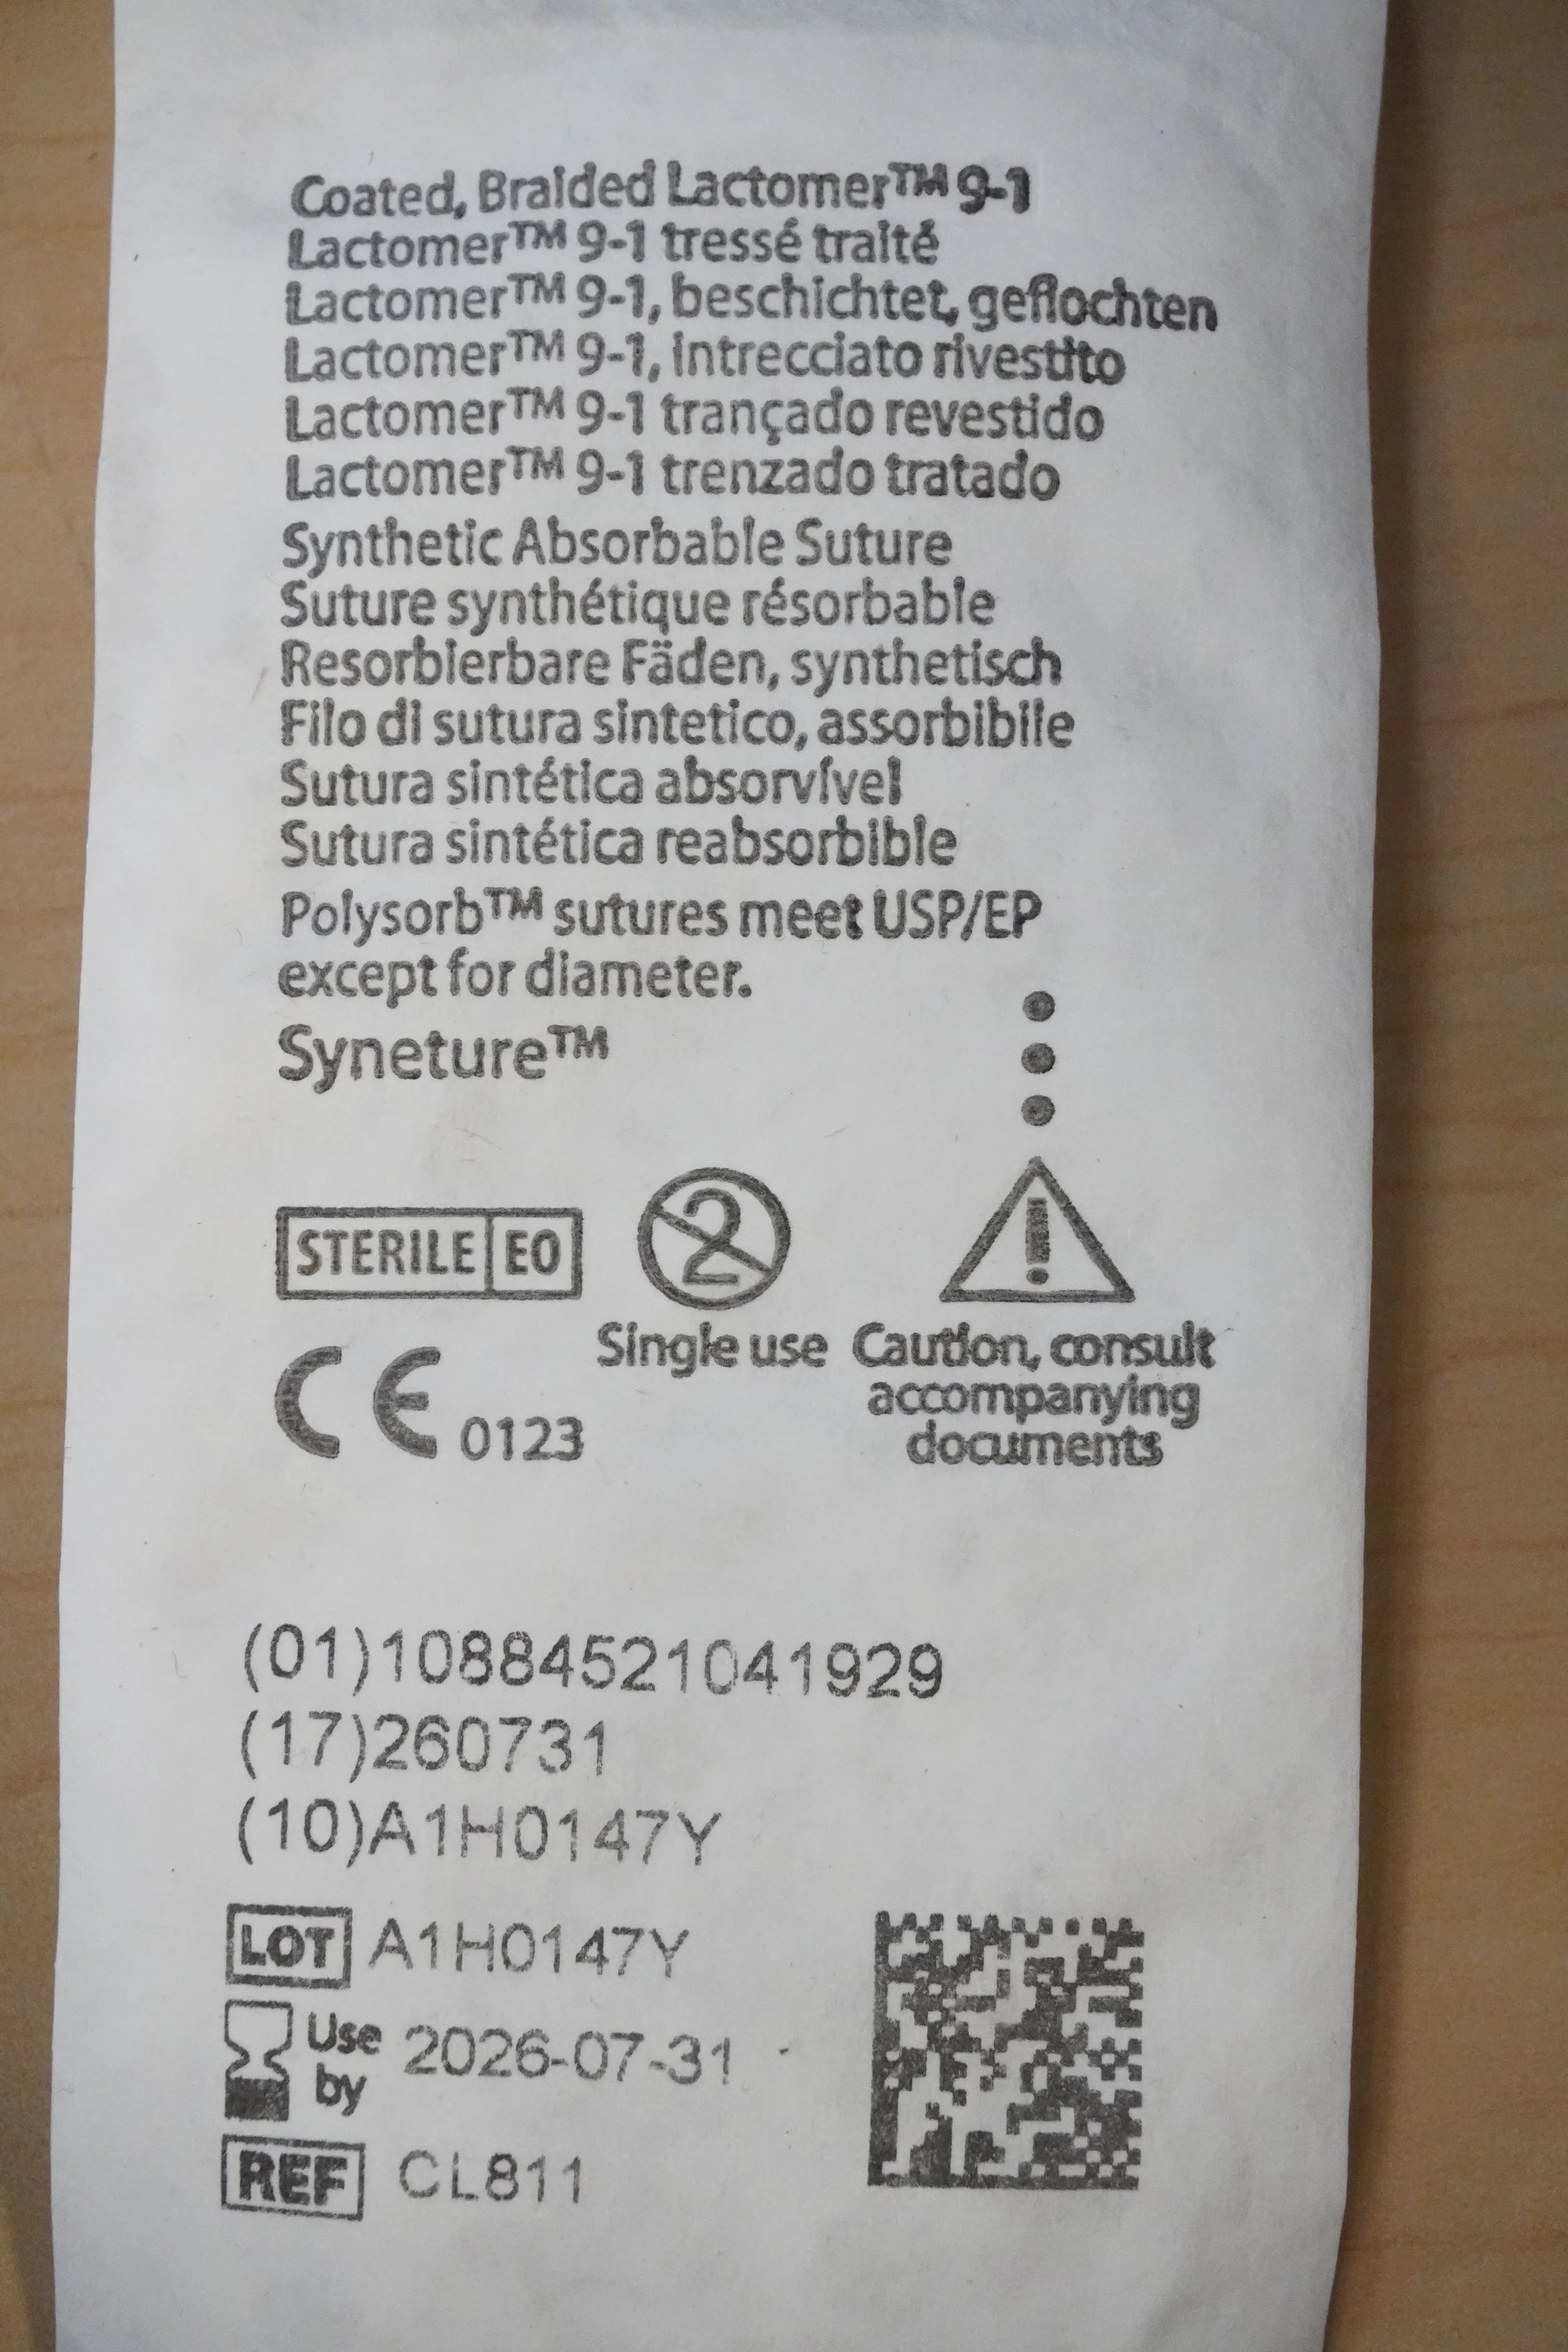 Coated, Braided Lactomer™ 9-1
Lactomer™ 9-1 tressé traité
Lactomer™ 9-1, beschichtet, geflochten
Lactomer™ 9-1, intrecciato rivestito
Lactomer™ 9-1 trançado revestido
Lactomer™ 9-1 trenzado tratado
Synthetic Absorbable Suture
Suture synthétique résorbable
Resorbierbare Fäden, synthetisch
Filo di sutura sintetico, assorbibile
Sutura sintética absorvível
Sutura sintética reabsorbible
Polysorb™ sutures meet USP/EP
except for diameter.
Syneture™
STERILE EO
2
!
Single use
Caution, consult
accompanying
documents
CE 0123
(01)10884521041929
(17)260731
(10)A1H0147Y
LOT A1H0147Y
Use by 2026-07-31
REF CL811